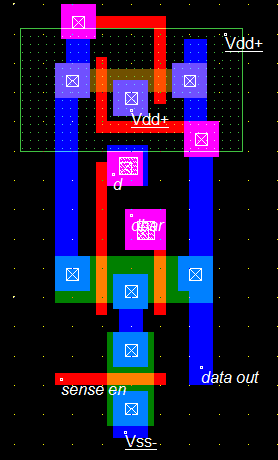 Vdd+
Vdd+
d
dbar
data out
sense en
Vss-